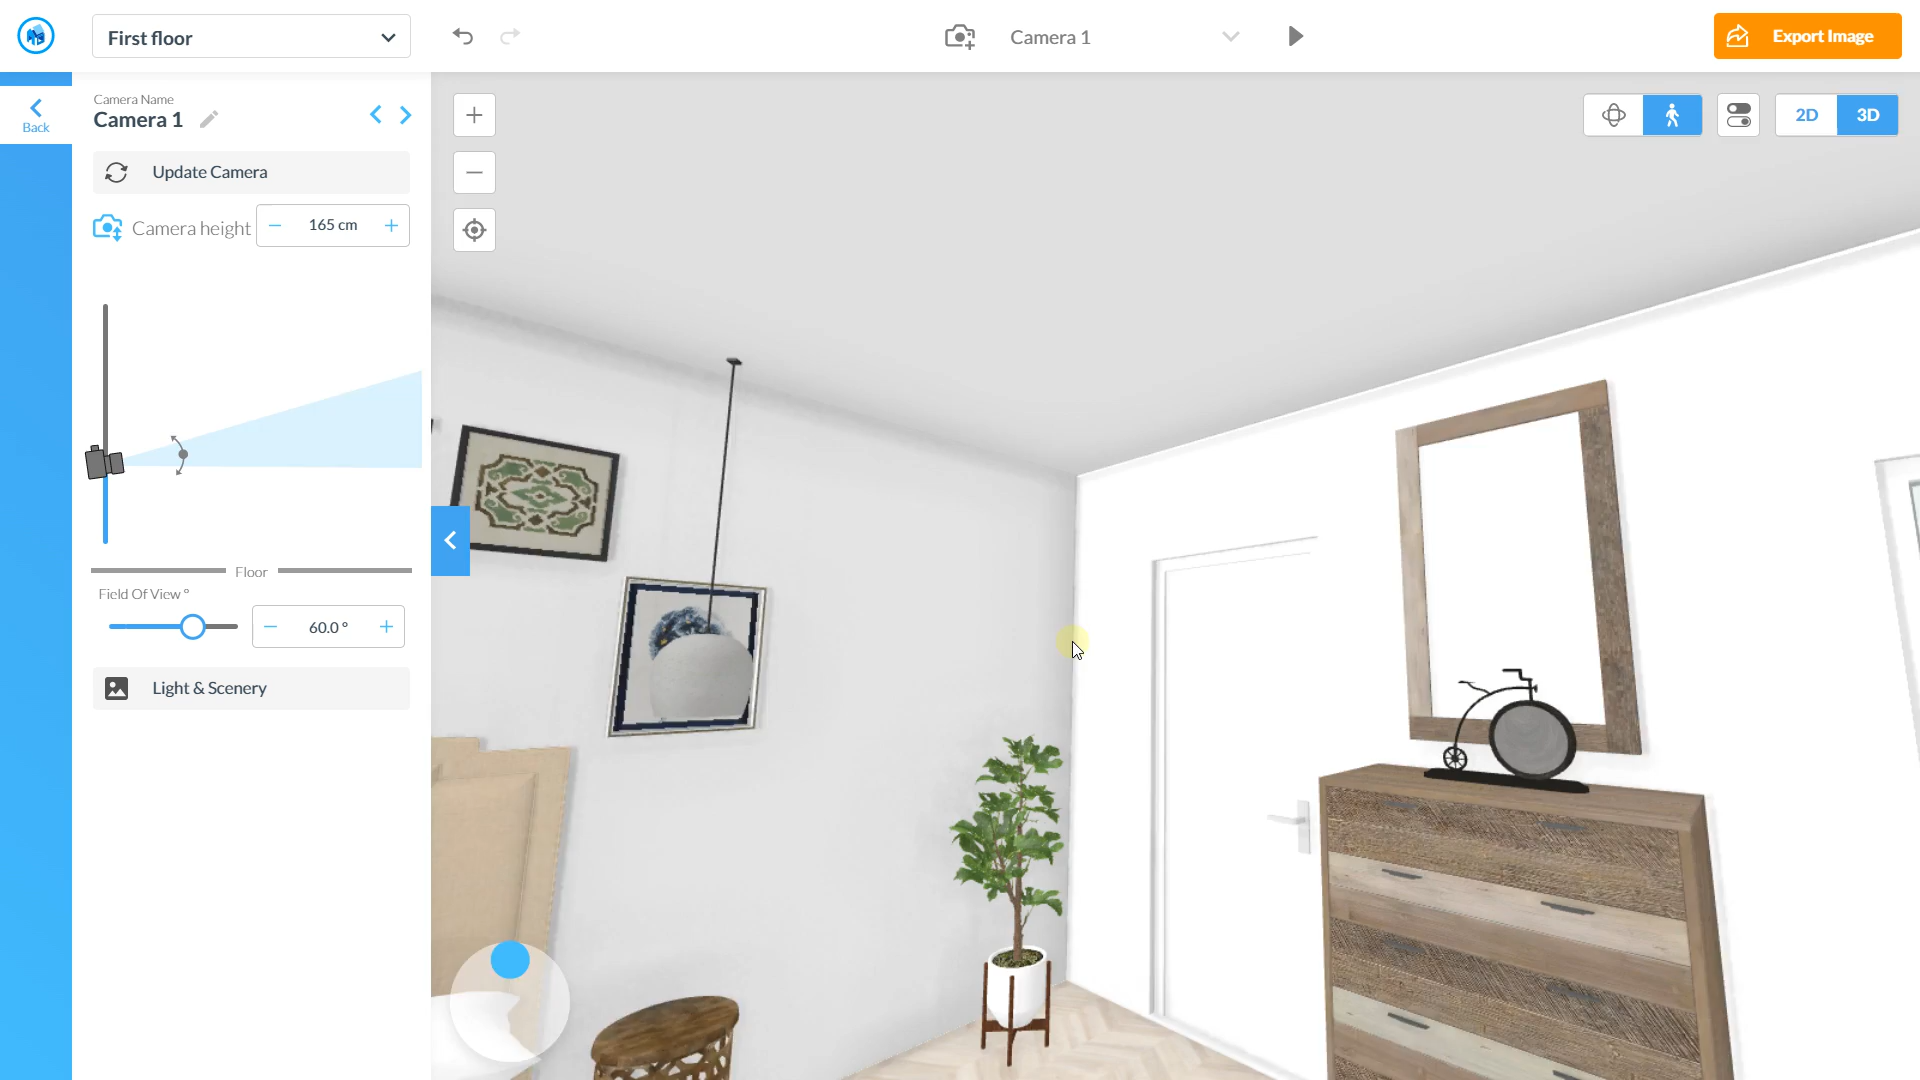 First floor
Camera 1
Export Image
Back
Camera Name
Camera 1
Update Camera
Camera height
165 cm
2D
3D
Floor
Field Of View °
60.0 °
Light & Scenery